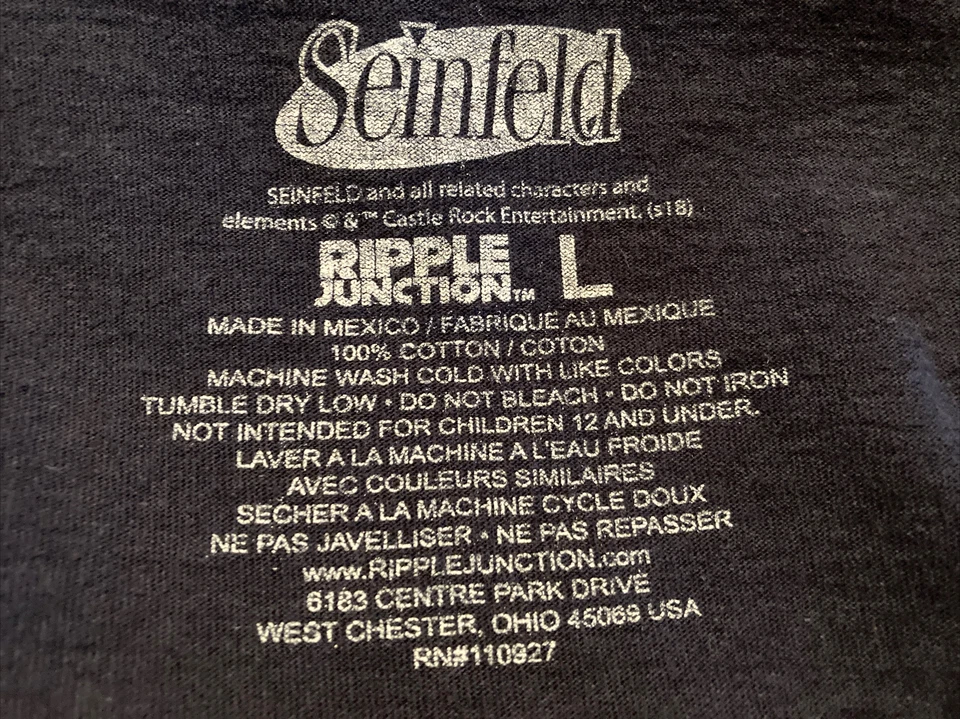 Seinfeld
SEINFELD and all related characters and
elements © &™ Castle Rock Entertainment. (s18)
RIPPLE
JUNCTION™ L
MADE IN MEXICO / FABRIQUE AU MEXIQUE
100% COTTON / COTON
MACHINE WASH COLD WITH LIKE COLORS
TUMBLE DRY LOW • DO NOT BLEACH • DO NOT IRON
NOT INTENDED FOR CHILDREN 12 AND UNDER.
LAVER A LA MACHINE A L'EAU FROIDE
AVEC COULEURS SIMILAIRES
SECHER A LA MACHINE CYCLE DOUX
NE PAS JAVELLISER • NE PAS REPASSER
www.RIPPLEJUNCTION.com
6183 CENTRE PARK DRIVE
WEST CHESTER, OHIO 45069 USA
RN#110927